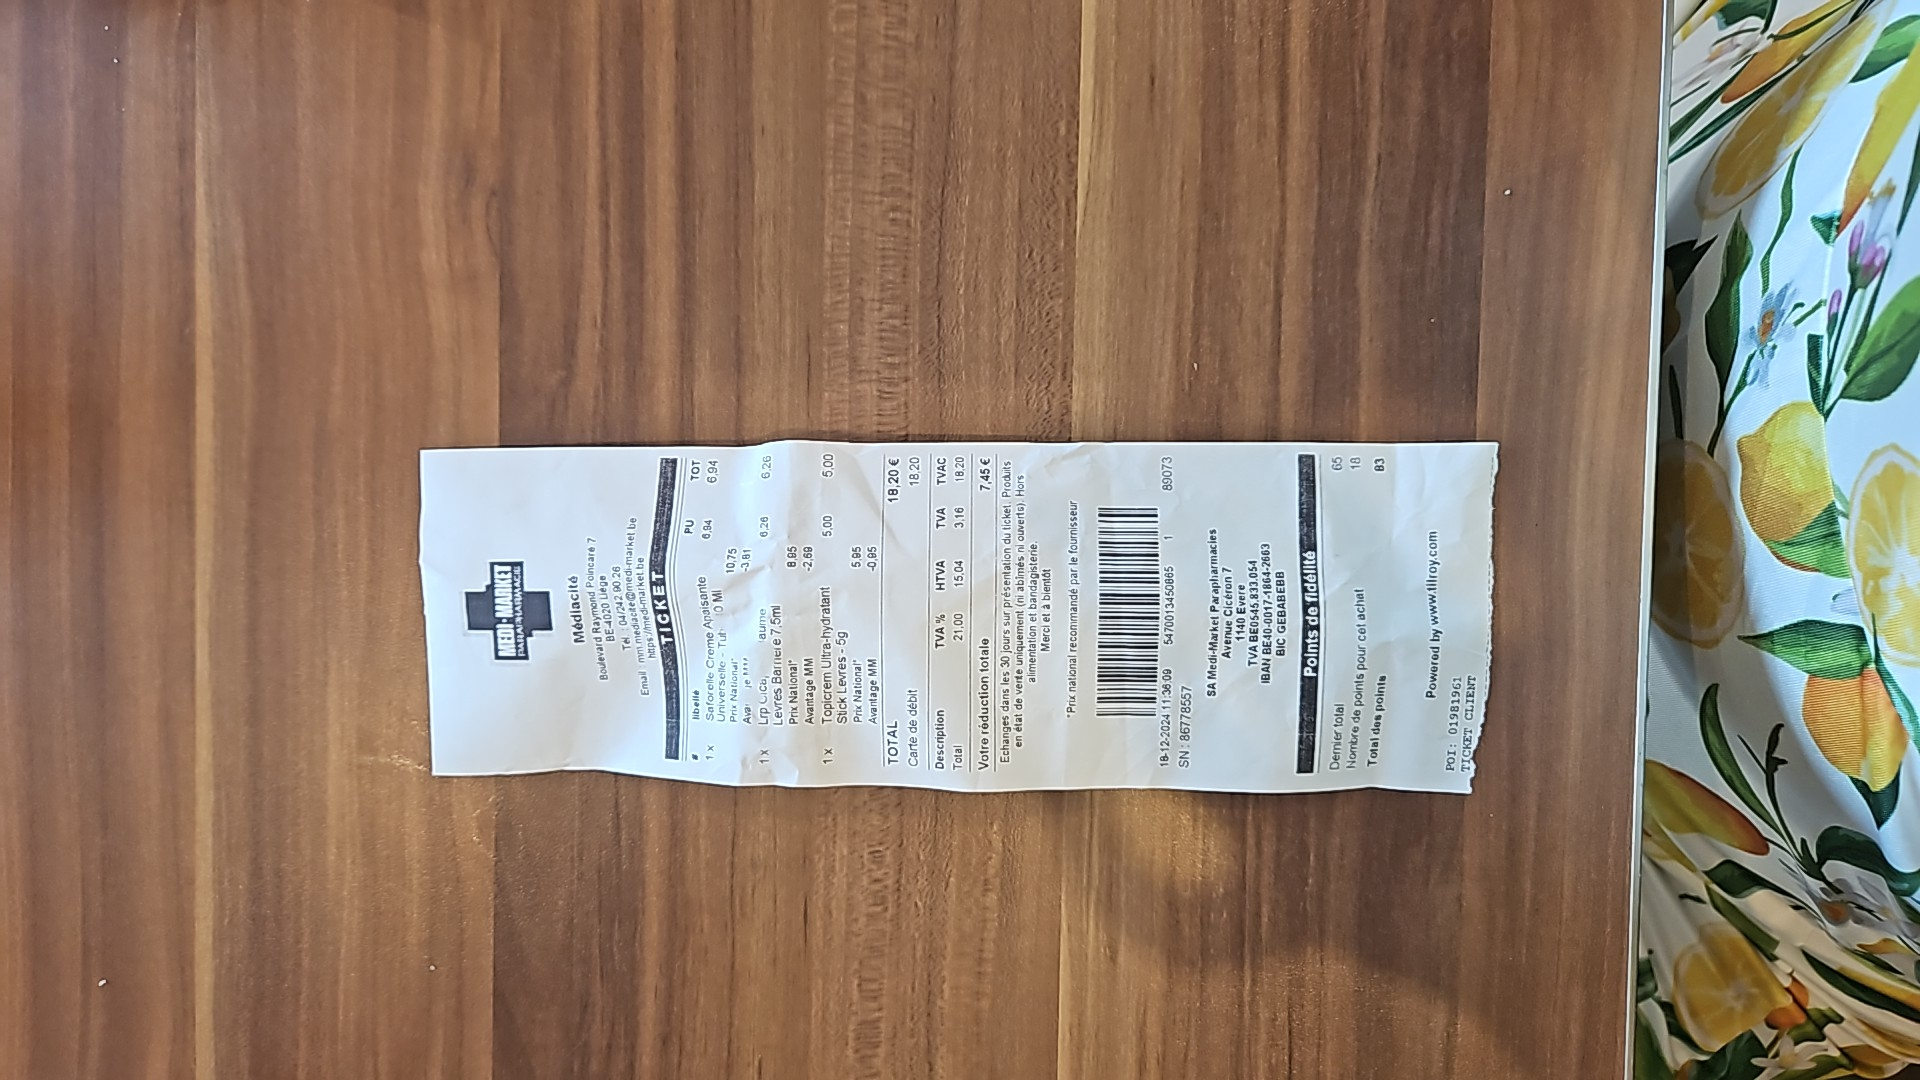 MEDI-MARKET
PARAPHARMACIE
Médiacité
Boulevard Raymond Poincaré 7
BE-4020 Liège
Tél : 04/242.90.26
Email : mm.mediacite@medi-market.be
https://medi-market.be
TICKET
# libellé PU TOT
1 x Saforelle Creme Apaisante 6,94 6,94
Universelle - Ml
Prix National* 10,75
-3,81
1 x Lrp 6,26 6,26
Levres Barriere 7,5ml
Prix National* 8,95
Avantage MM -2,69
1 x Topicrem Ultra-hydratant 5,00 5,00
Stick Levres - 5g
Prix National* 5,95
Avantage MM -0,95
TOTAL 18,20 €
Carte de débit 18,20
Description TVA % HTVA TVA TVAC
Total 21,00 15,04 3,16 18,20
Votre réduction totale 7,45 €
Echanges dans les 30 jours sur présentation du ticket. Produits
en état de vente uniquement (ni abîmés ni ouverts). Hors
alimentation et bandagisterie.
Merci et à bientôt
*Prix national recommandé par le fournisseur
18-12-2024 11:36:09 5470013450865 1 89073
SN : 867778557
SA Medi-Market Parapharmacies
Avenue Cicéron 7
1140 Evere
TVA BE0545.833.054
IBAN BE40-0017-1864-2663
BIC GEBABEBB
Points de fidélité
Dernier total 65
Nombre de points pour cet achat 18
Total des points 83
Powered by www.tllroy.com
POI: 01981961
TICKET CLIENT